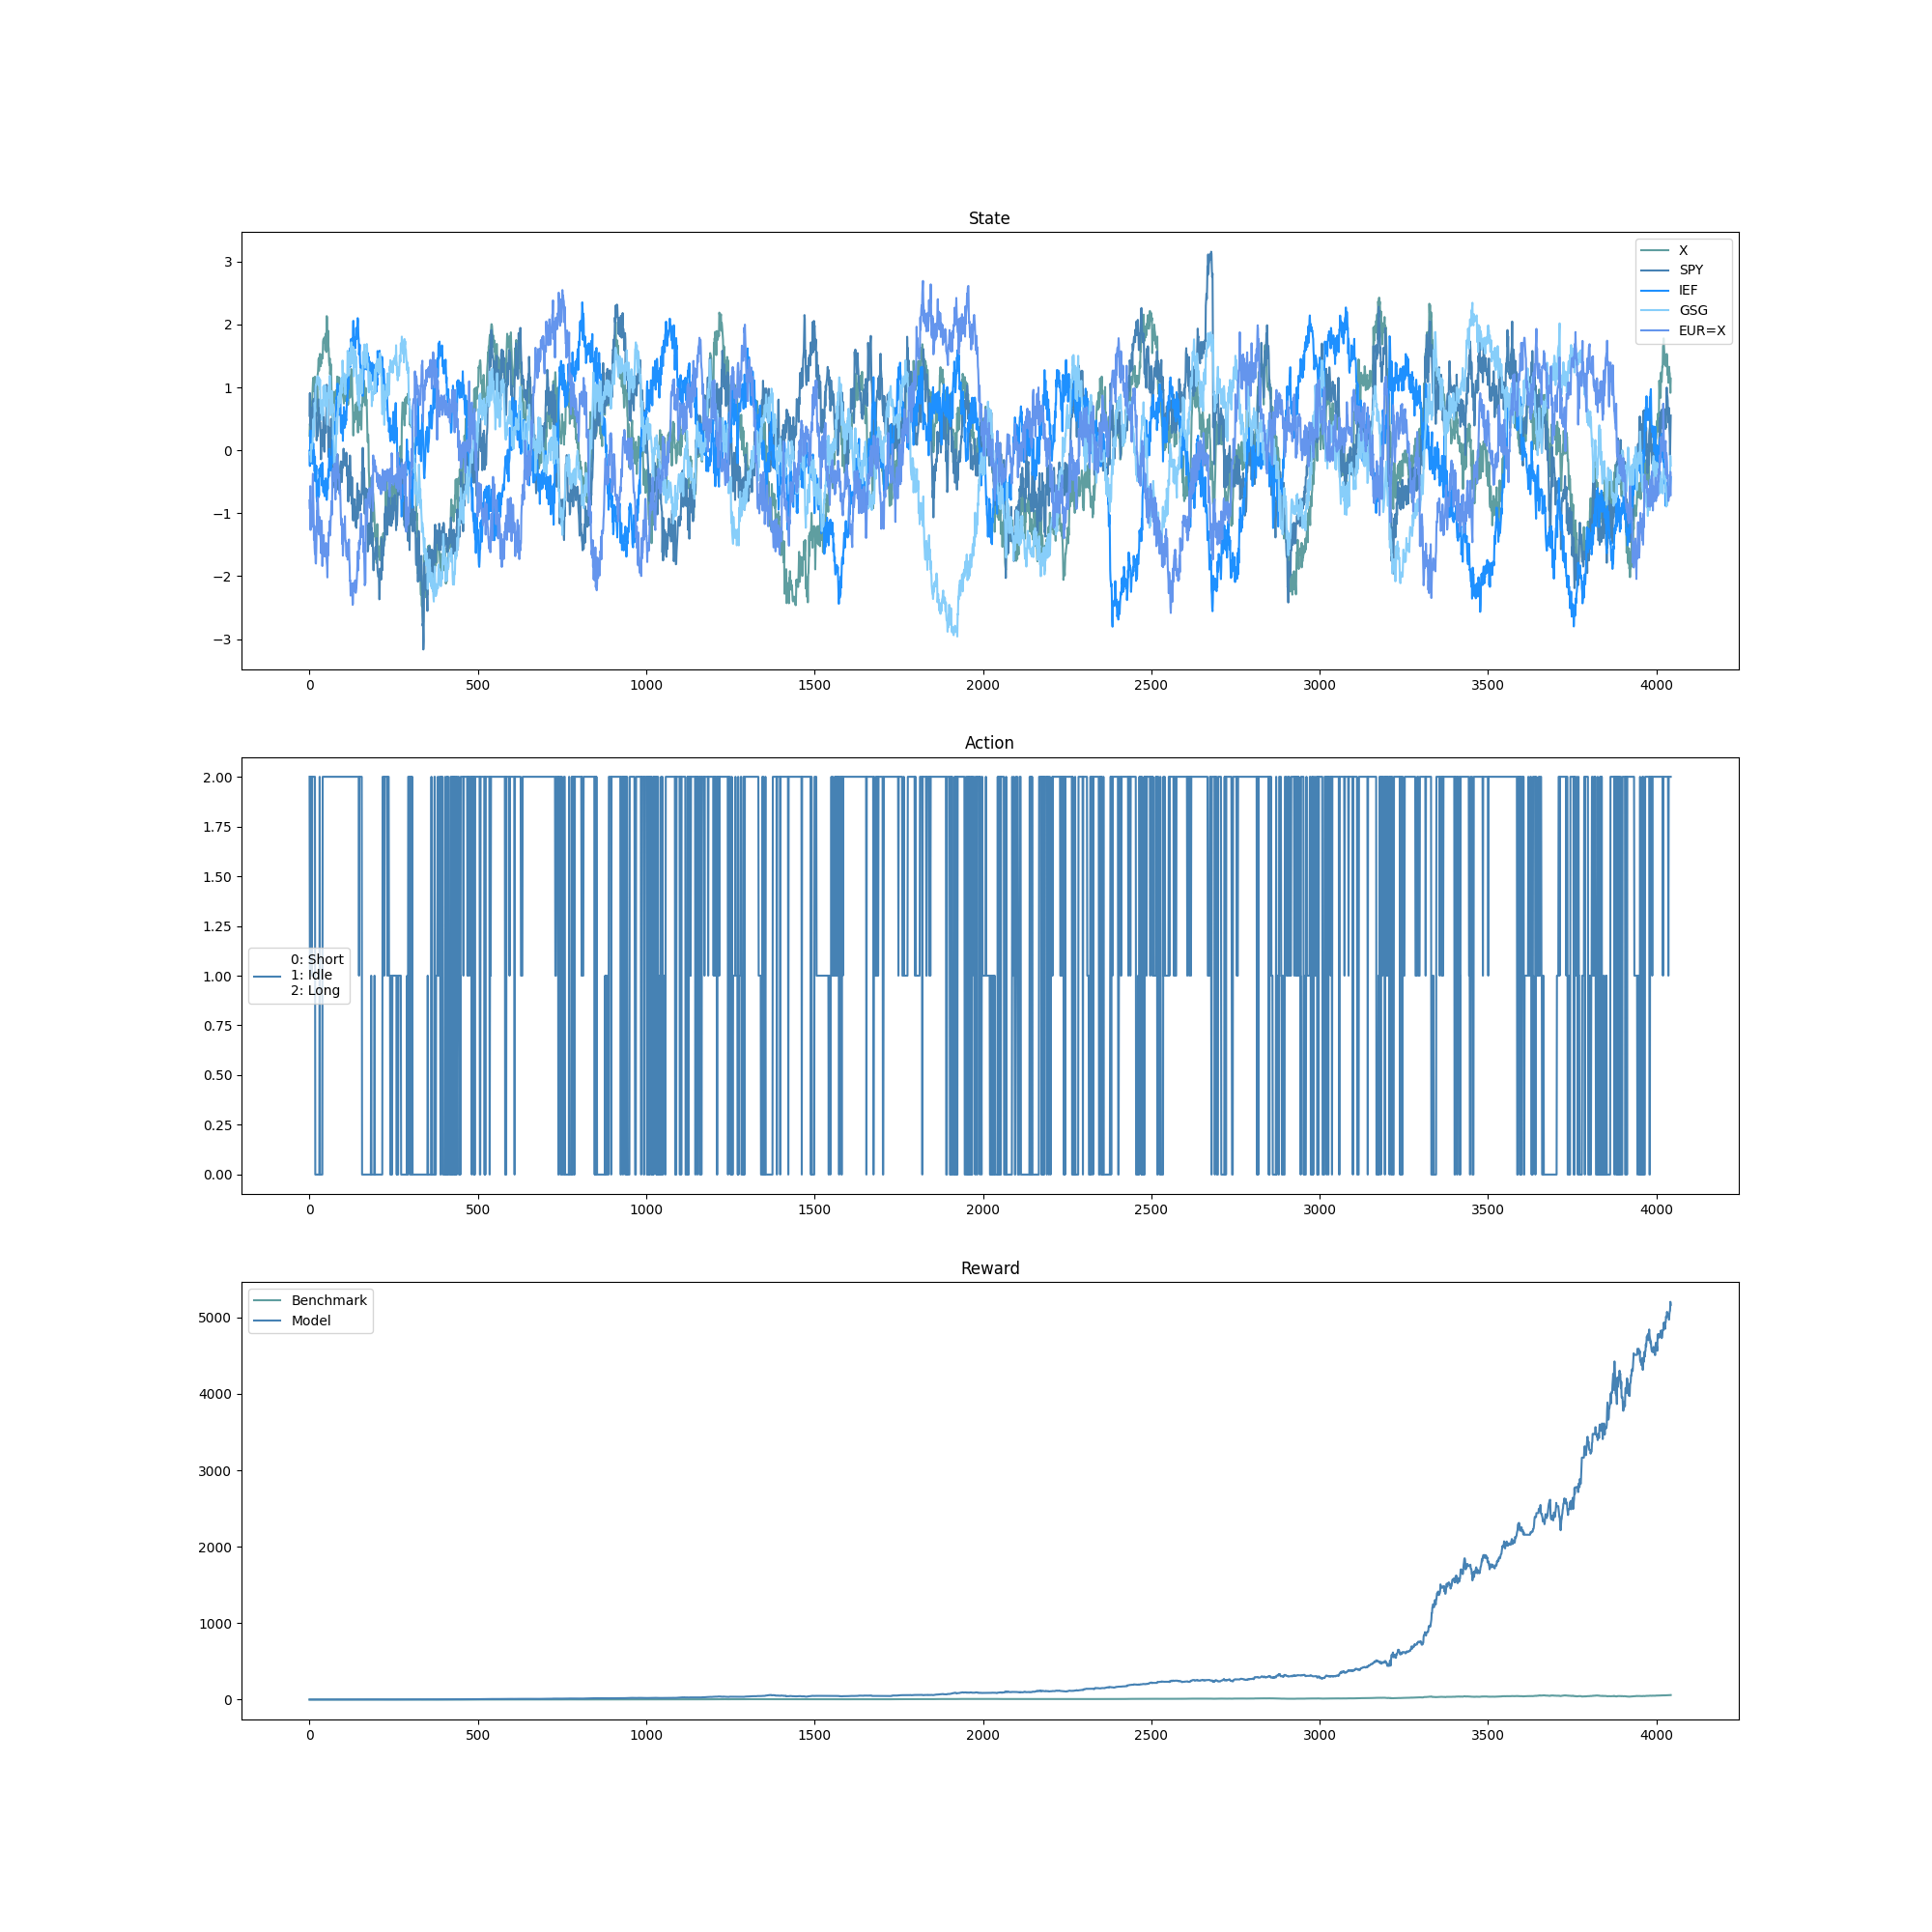 State
3
2
1
0
−1
−2
−3
X
SPY
IEF
GSG
EUR=X
0 500 1000 1500 2000 2500 3000 3500 4000
Action
2.00
1.75
1.50
1.25
1.00
0.75
0.50
0.25
0.00
0: Short
1: Idle
2: Long
0 500 1000 1500 2000 2500 3000 3500 4000
Reward
Benchmark
Model
5000
4000
3000
2000
1000
0
0 500 1000 1500 2000 2500 3000 3500 4000